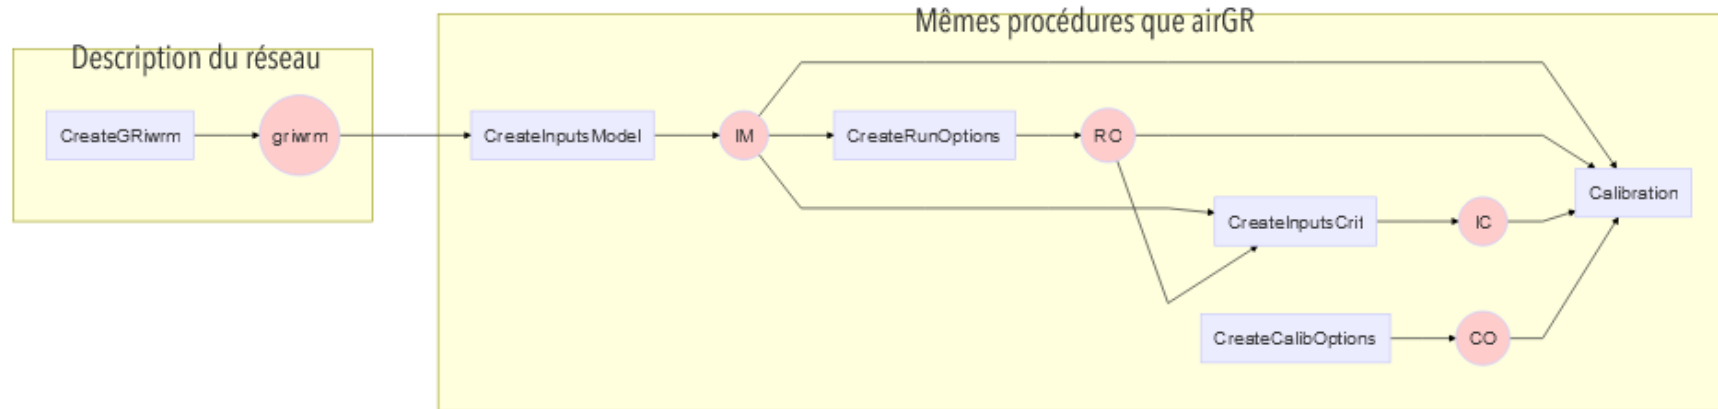 Mêmes procédures que airGR
Description du réseau
CreateGRiwrm
griwrm
CreateInputsModel
IM
CreateRunOptions
RO
CreateInputsCrit
IC
Calibration
CreateCalibOptions
CO